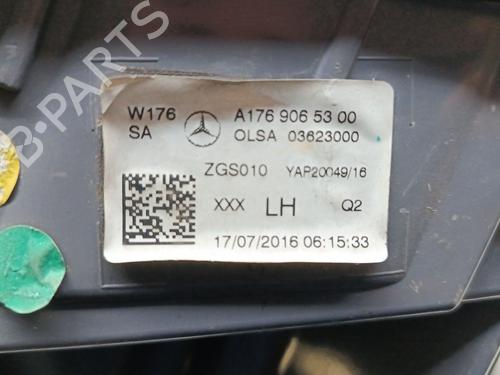 W176 A176 906 53 00
SA OLSA 03623000
ZGS010 YAP20049/16
XXX LH Q2
17/07/2016 06:15:33
B-Parts